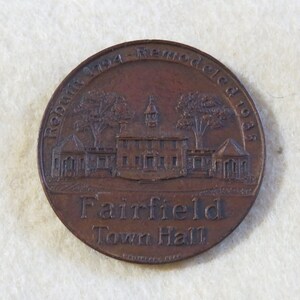 Rebuilt 1794 - Remodeled 1936
Fairfield
Town Hall